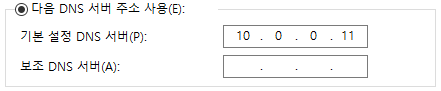 다음 DNS 서버 주소 사용(E):
기본 설정 DNS 서버(P): 10 . 0 . 0 . 11
보조 DNS 서버(A): . . .